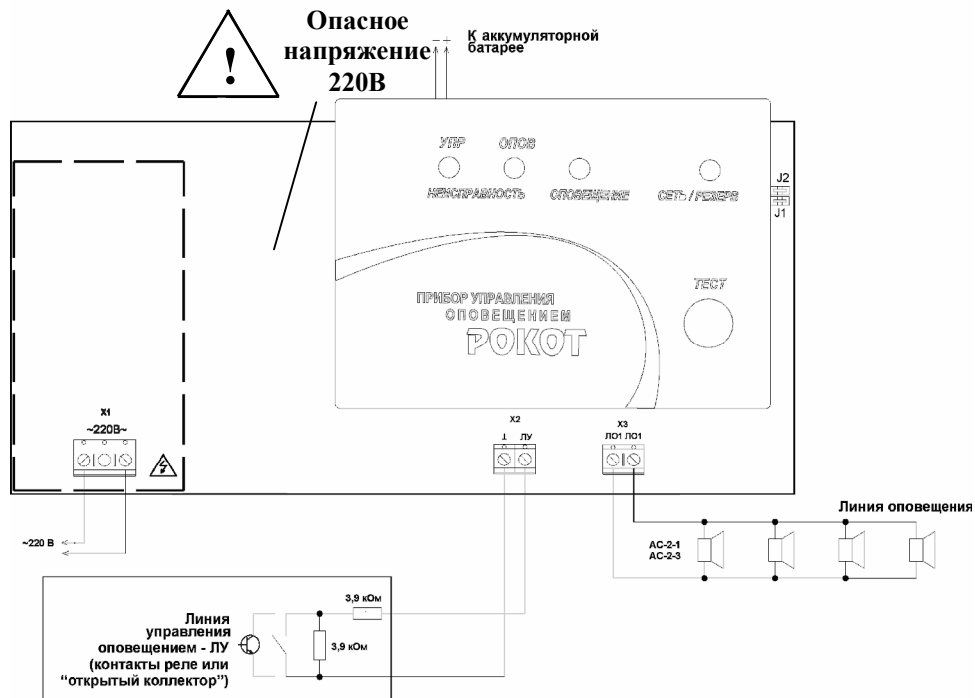 Опасное
напряжение
220В
!
К аккумуляторной
батарее
УПР ОПОВ
НЕИСПРАВНОСТЬ ОПОВЕЩЕНИЕ СЕТЬ / РЕЗЕРВ
J2
J1
ТЕСТ
ПРИБОР УПРАВЛЕНИЯ
ОПОВЕЩЕНИЕМ
РОКОТ
X1
~220В~
X2
⊥ ЛУ
X3
ЛО1 ЛО1
~220 В
Линия оповещения
АС-2-1
АС-2-3
3,9 кОм
3,9 кОм
Линия
управления
оповещением - ЛУ
(контакты реле или
“открытый коллектор”)